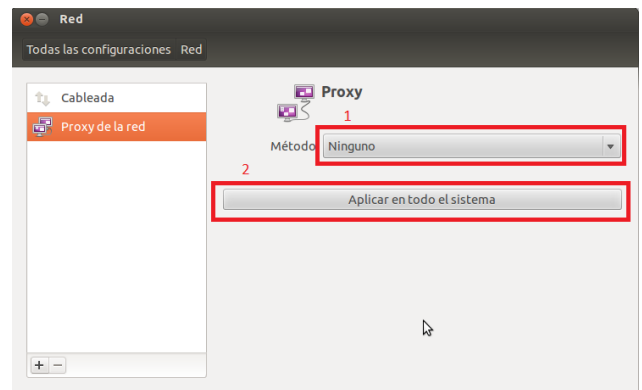 Red
Todas las configuraciones Red
Cableada
Proxy de la red
Proxy
1
Método Ninguno
2
Aplicar en todo el sistema